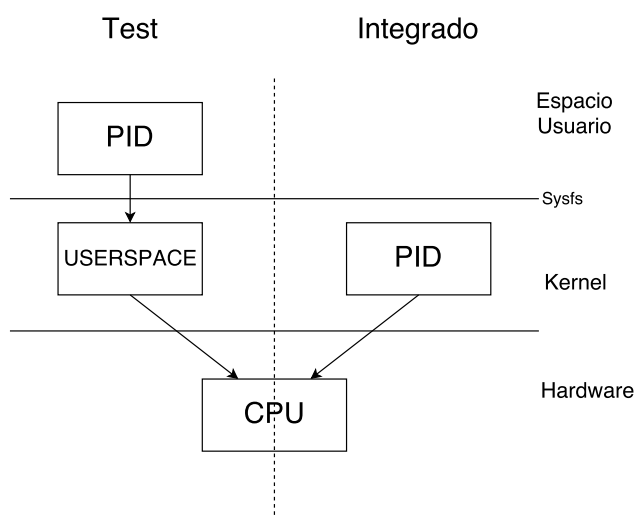 Test
Integrado
Espacio
Usuario
PID
Sysfs
USERSPACE
PID
Kernel
Hardware
CPU